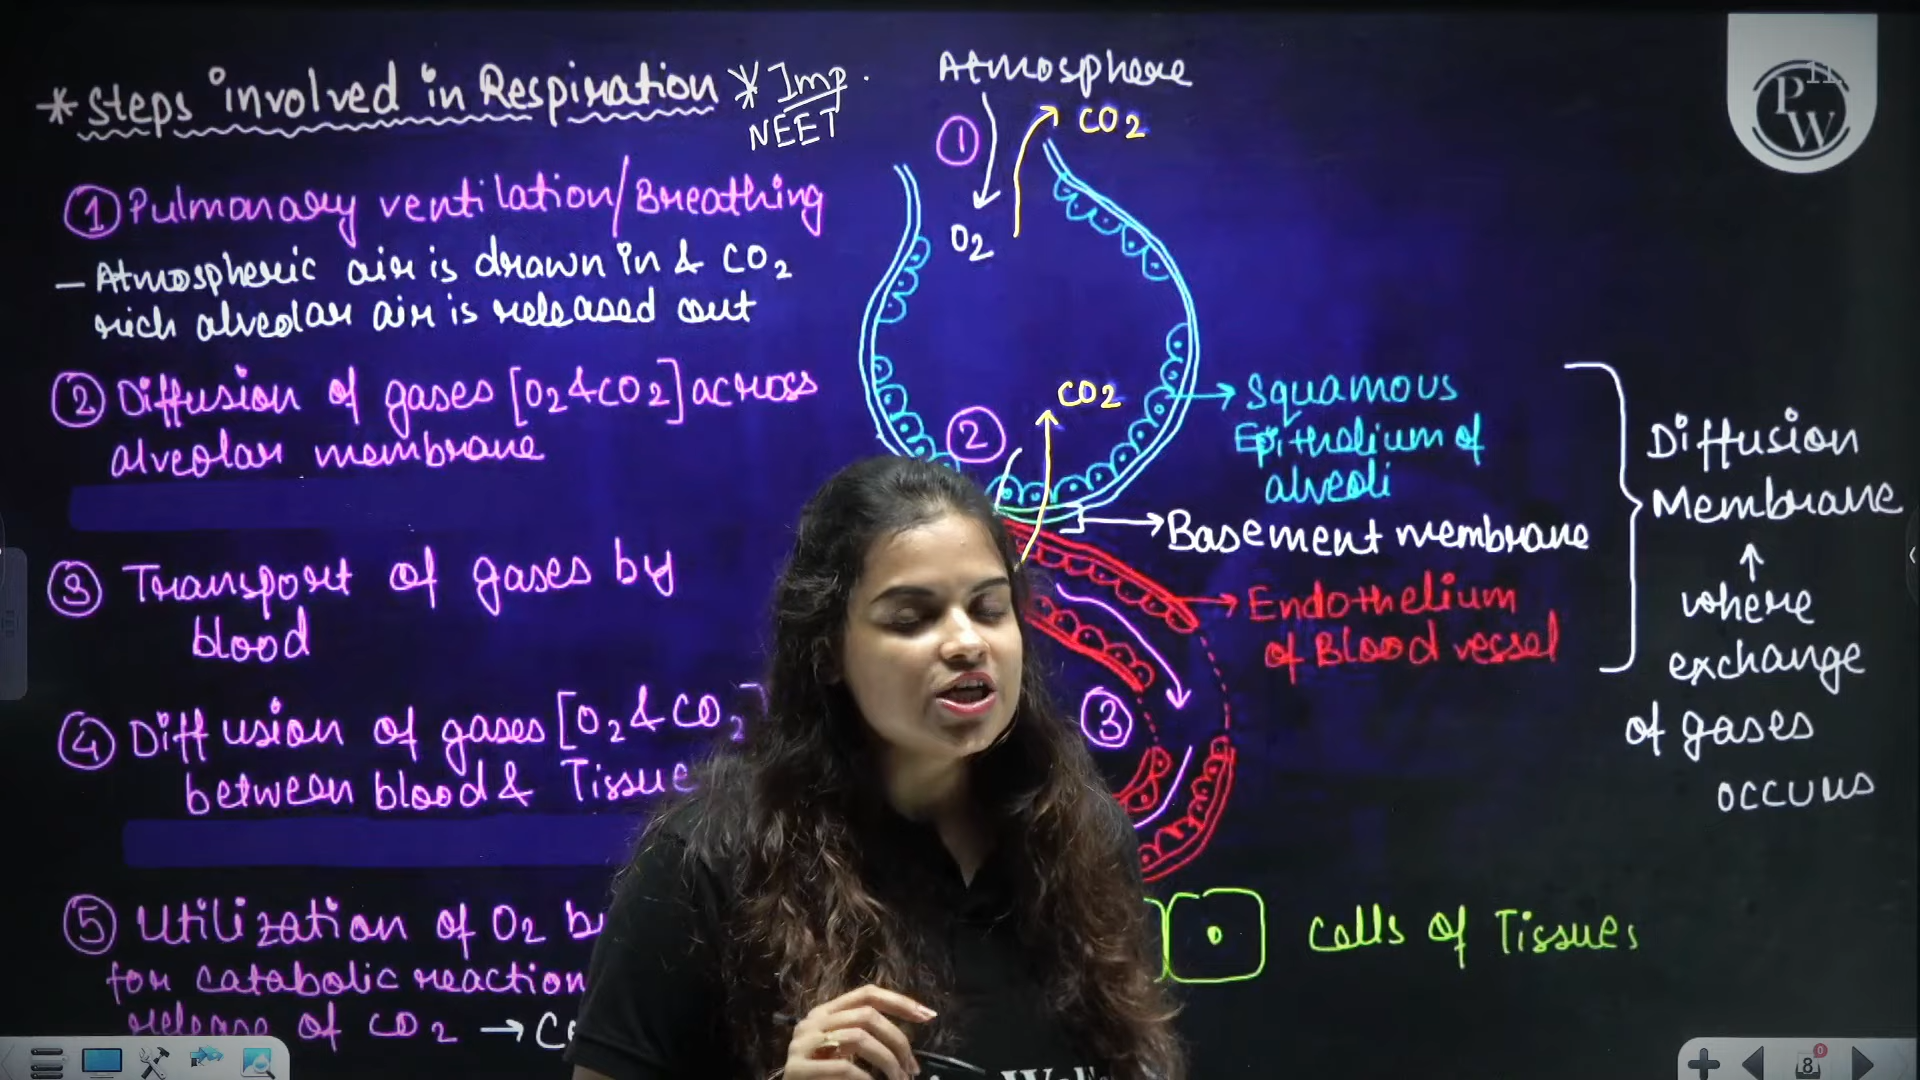 * Steps involved in Respiration * Imp.
NEET
① Pulmonary ventilation/Breathing
- Atmospheric air is drawn in & CO2
rich alveolar air is released out
② Diffusion of gases [O2 & CO2] across
alveolar membrane
③ Transport of gases by
blood
④ Diffusion of gases [O2 & CO2]
between blood & Tissue
⑤ Utilization of O2 b
for catabolic reaction
release of CO2 →
Atmosphere
①
CO2
O2
CO2
②
→ Squamous
Epithelium of
alveoli
→ Basement membrane
→ Endothelium
of Blood vessel
③
cells of Tissues
Diffusion
Membrane
↑
where
exchange
of gases
occurs
PW
8
0